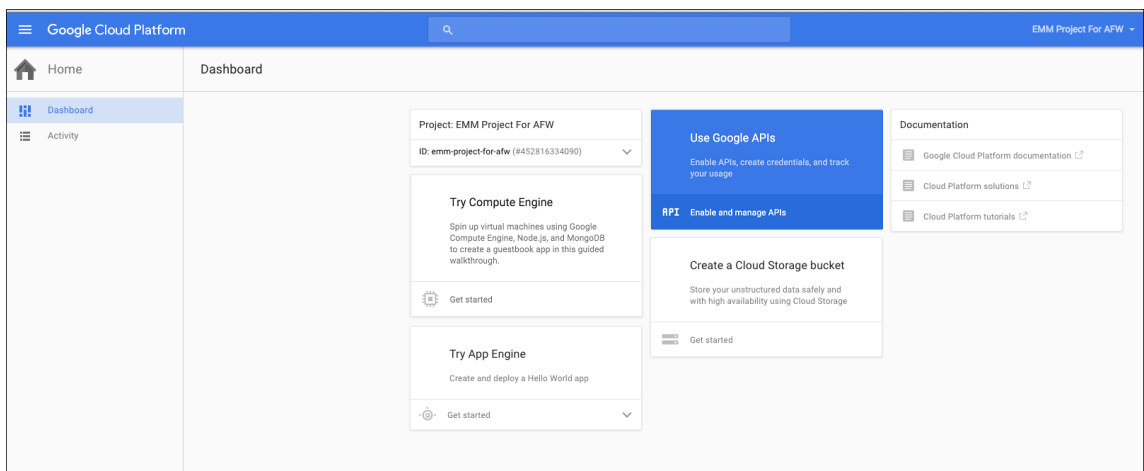 Google Cloud Platform
EMM Project For AFW
Home
Dashboard
Dashboard
Activity
Project: EMM Project For AFW
ID: emm-project-for-afw (#452816334090)
Try Compute Engine
Spin up virtual machines using Google
Compute Engine, Node.js, and MongoDB
to create a guestbook app in this guided
walkthrough.
Get started
Try App Engine
Create and deploy a Hello World app
Get started
Use Google APIs
Enable APIs, create credentials, and track
your usage
API Enable and manage APIs
Create a Cloud Storage bucket
Store your unstructured data safely and
with high availability using Cloud Storage
Get started
Documentation
Google Cloud Platform documentation
Cloud Platform solutions
Cloud Platform tutorials